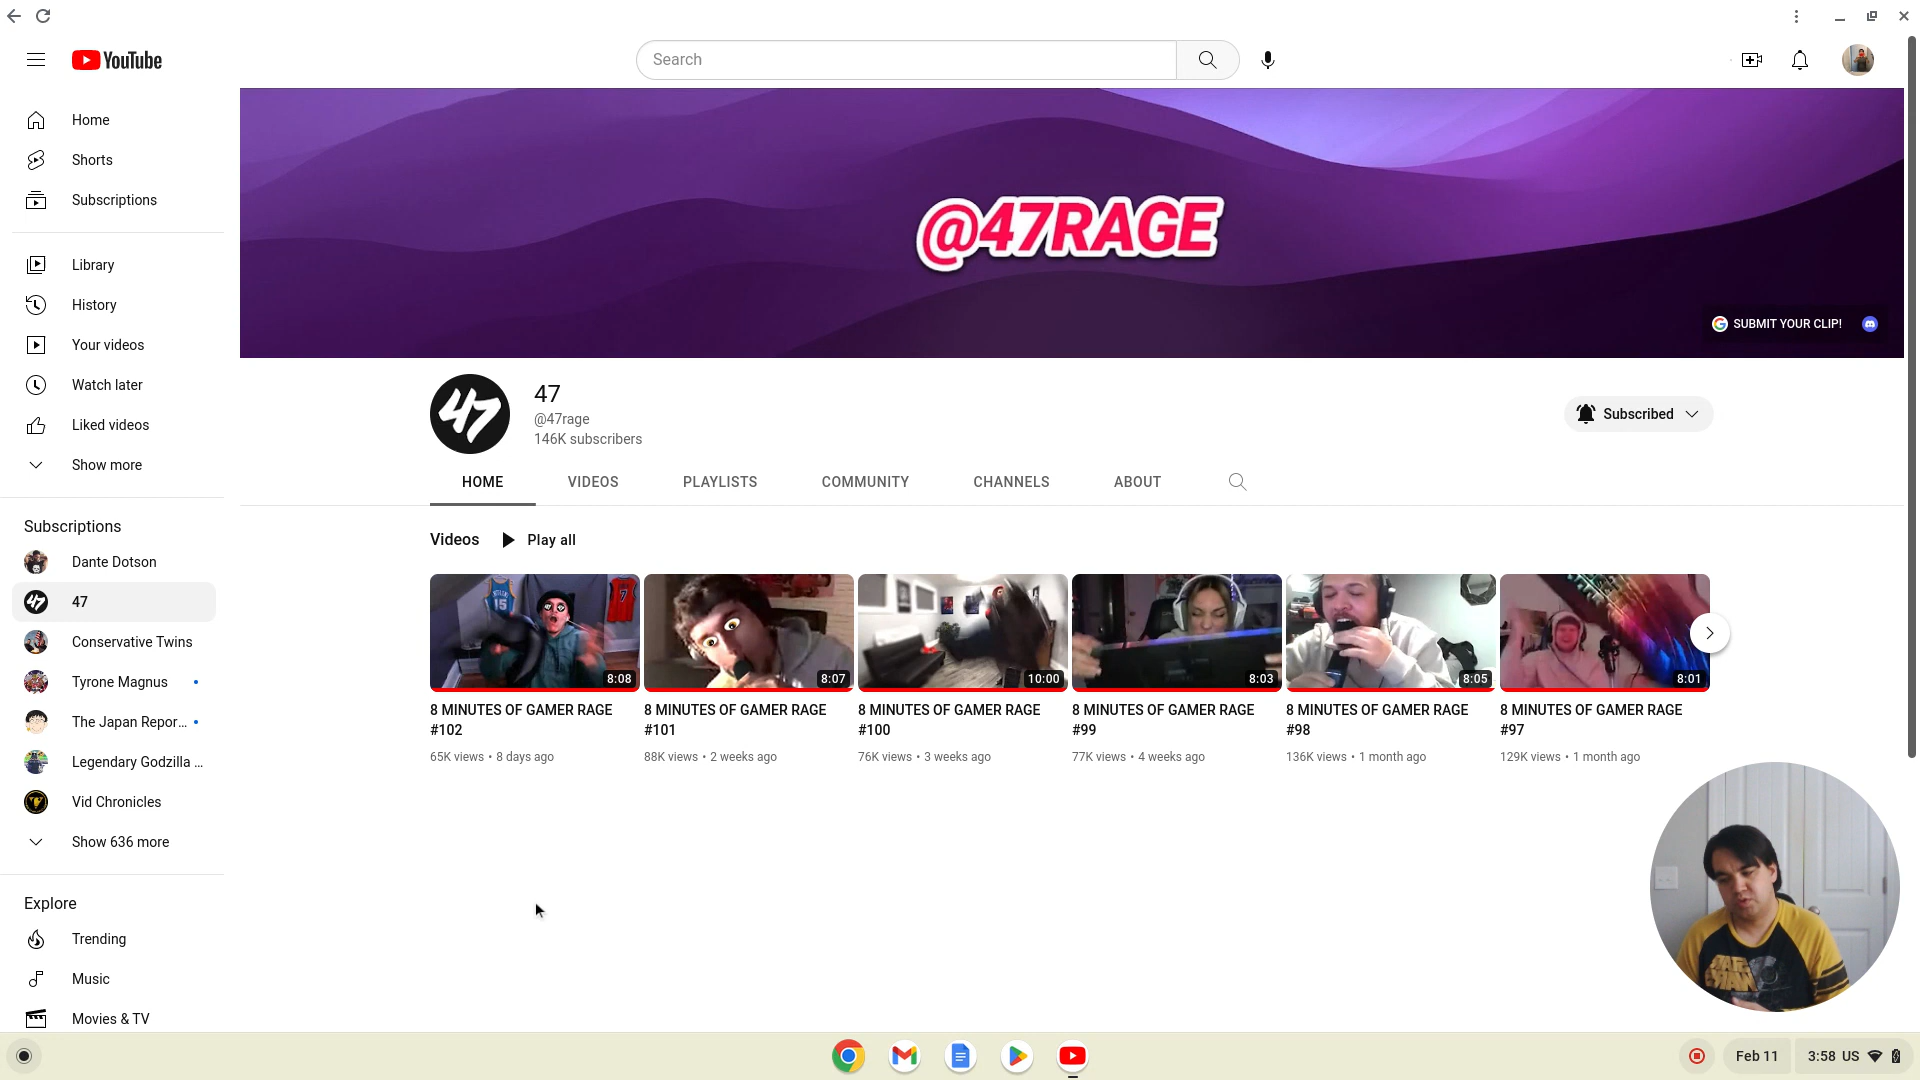 YouTube
Search
Home
Shorts
Subscriptions
Library
History
Your videos
Watch later
Liked videos
Show more
Subscriptions
Dante Dotson
47
Conservative Twins
Tyrone Magnus
The Japan Repor...
Legendary Godzilla ...
Vid Chronicles
Show 636 more
Explore
Trending
Music
Movies & TV
@47RAGE
SUBMIT YOUR CLIP!
47
47
@47rage
146K subscribers
Subscribed
HOME VIDEOS PLAYLISTS COMMUNITY CHANNELS ABOUT
Videos Play all
15
7
8:08
8 MINUTES OF GAMER RAGE
#102
65K views • 8 days ago
8:07
8 MINUTES OF GAMER RAGE
#101
88K views • 2 weeks ago
10:00
8 MINUTES OF GAMER RAGE
#100
76K views • 3 weeks ago
8:03
8 MINUTES OF GAMER RAGE
#99
77K views • 4 weeks ago
8:05
8 MINUTES OF GAMER RAGE
#98
136K views • 1 month ago
8:01
8 MINUTES OF GAMER RAGE
#97
129K views • 1 month ago
Feb 11
3:58 US